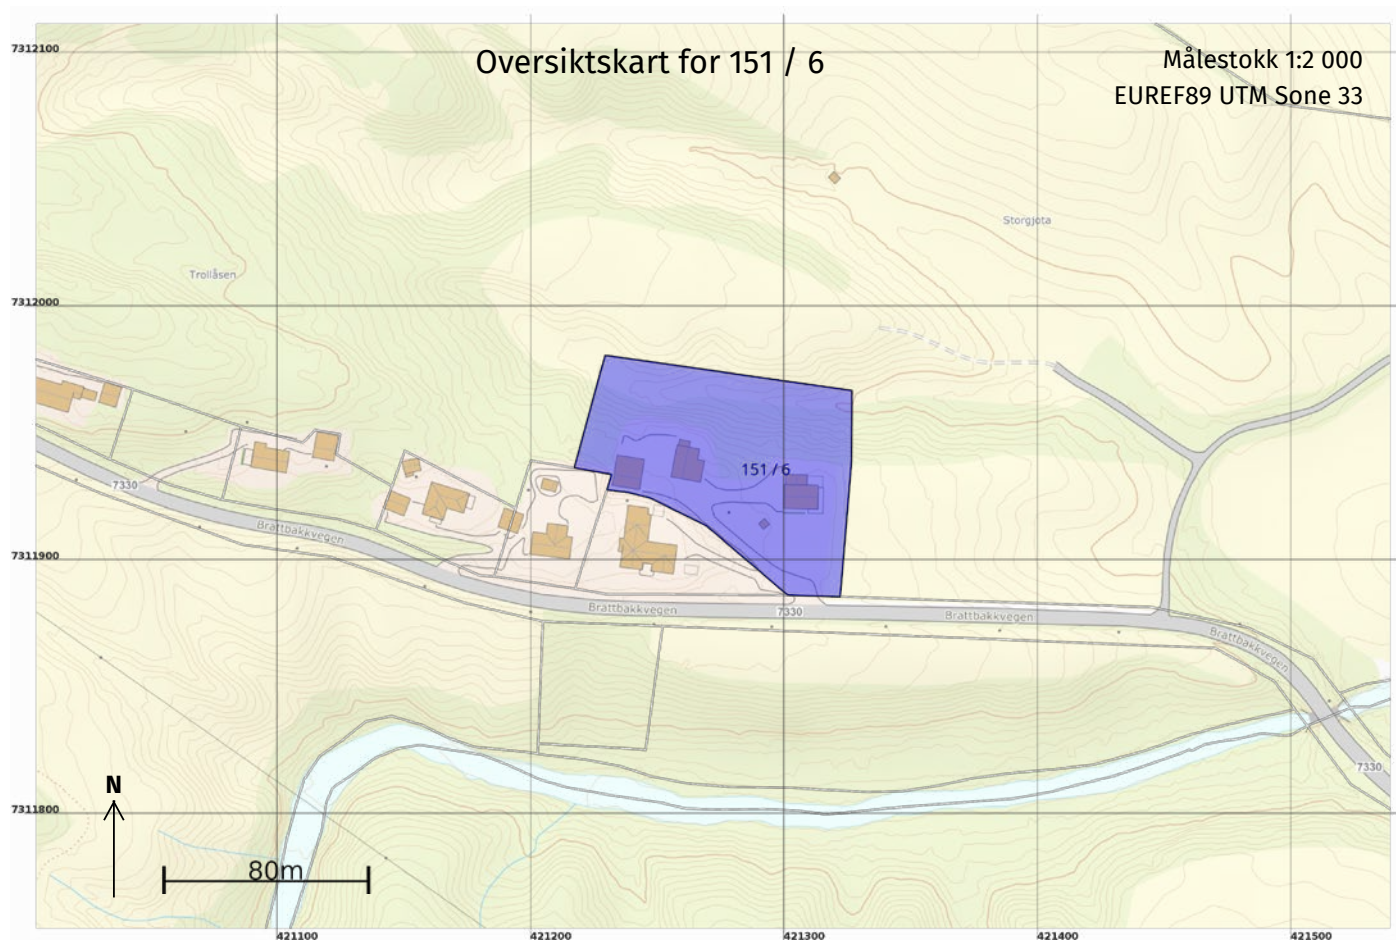 7312100
Oversiktskart for 151 / 6
Målestokk 1:2 000
EUREF89 UTM Sone 33
Storgjota
Trollåsen
7312000
151 / 6
7330
Brattbakkvegen
7311900
Brattbakkvegen
7330
Brattbakkvegen
Brattbakkvegen
7330
N
7311800
80m
421100
421200
421300
421400
421500